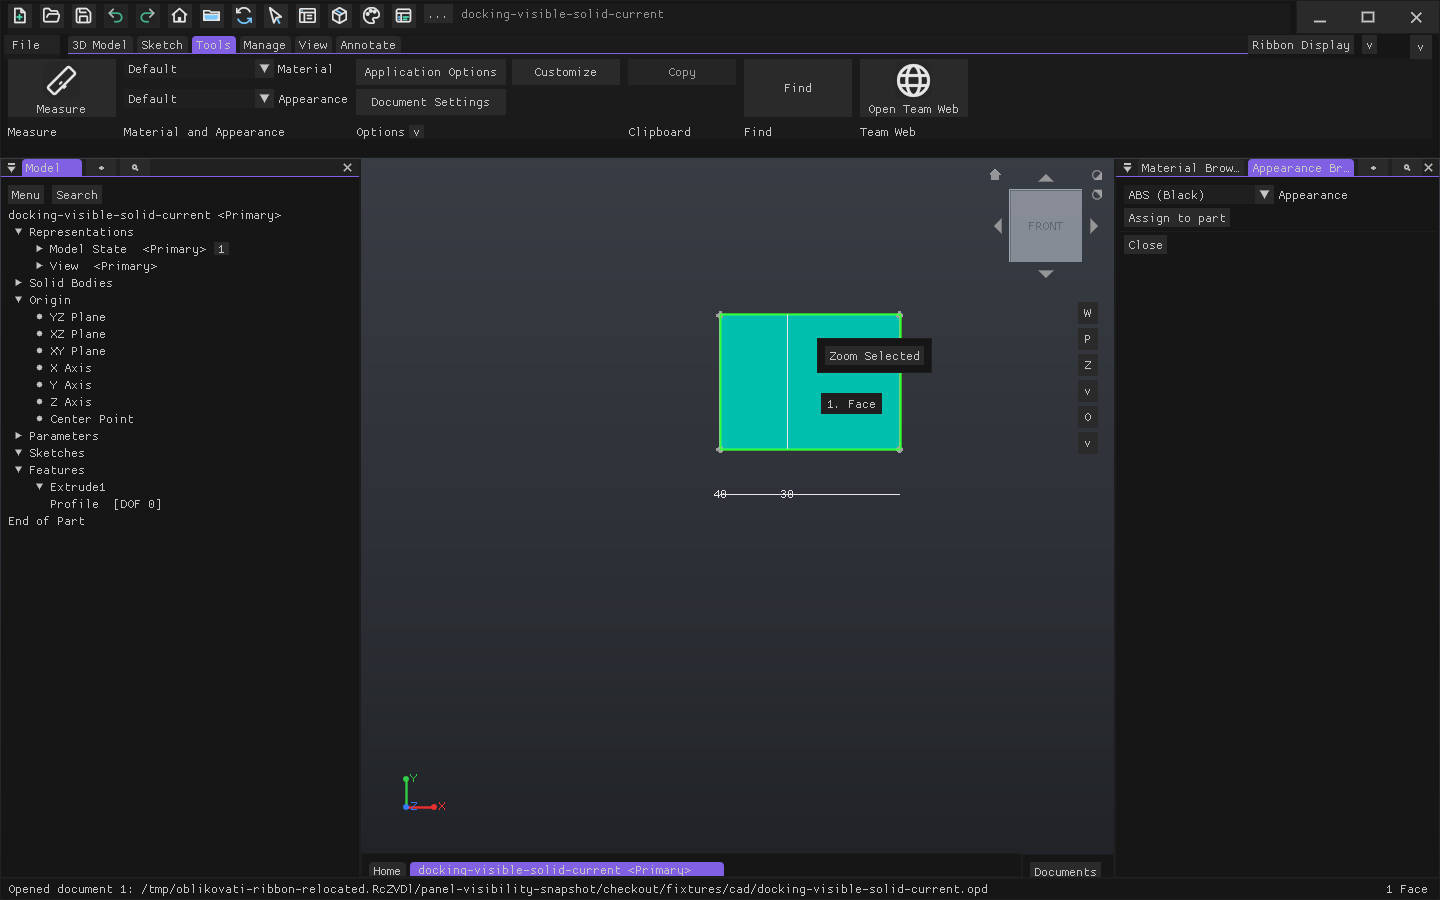 ... docking-visible-solid-current
File 3D Model Sketch Tools Manage View Annotate Ribbon Display v v
Default Material
Application Options Customize Copy
Find
Default Appearance
Document Settings
Measure
Open Team Web
Measure Material and Appearance Options v Clipboard Find Team Web
Model
Menu Search
docking-visible-solid-current <Primary>
Representations
Model State <Primary> 1
View <Primary>
Solid Bodies
Origin
YZ Plane
XZ Plane
XY Plane
X Axis
Y Axis
Z Axis
Center Point
Parameters
Sketches
Features
Extrude1
Profile [DOF 0]
End of Part
FRONT
Zoom Selected
1. Face
40 30
W
P
Z
v
O
v
Y
Z X
Material Brow… Appearance Br…
ABS (Black) Appearance
Assign to part
Close
Home docking-visible-solid-current <Primary> Documents
Opened document 1: /tmp/oblikovati-ribbon-relocated.RcZVDl/panel-visibility-snapshot/checkout/fixtures/cad/docking-visible-solid-current.opd 1 Face